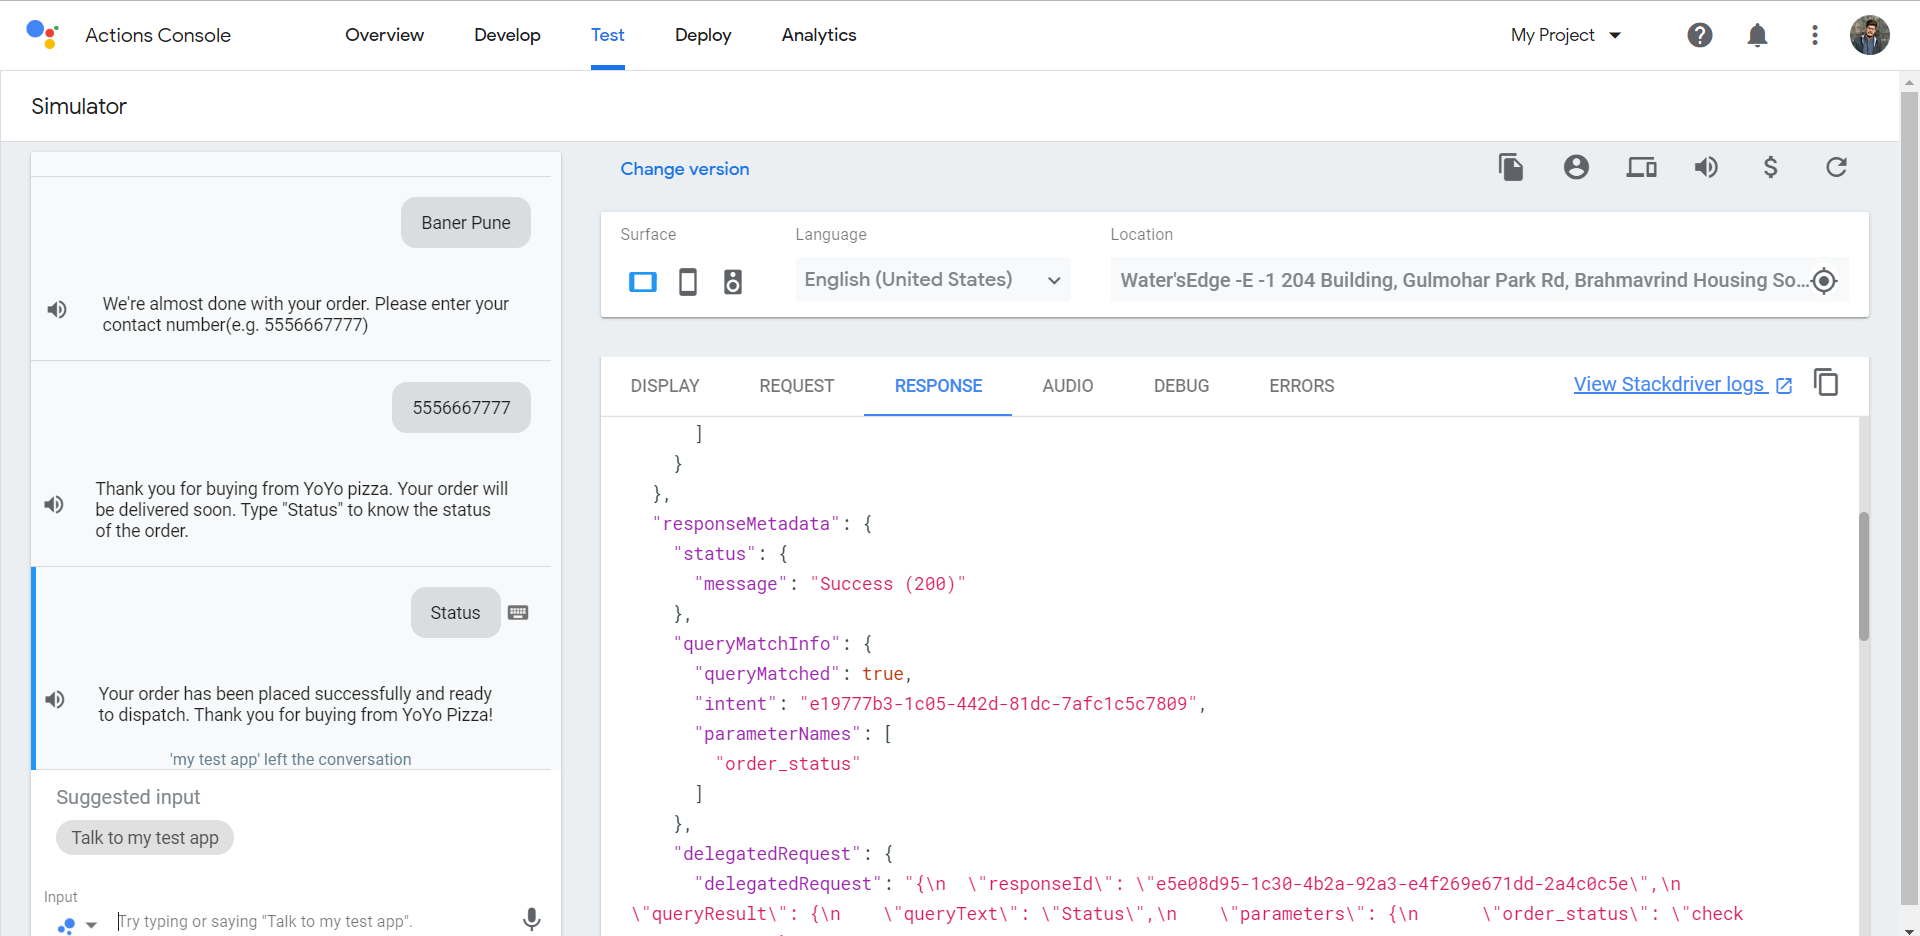 Actions Console
Overview
Develop
Test
Deploy
Analytics
My Project
Simulator
Baner Pune
We're almost done with your order. Please enter your
contact number(e.g. 5556667777)
5556667777
Thank you for buying from YoYo pizza. Your order will
be delivered soon. Type "Status" to know the status
of the order.
Status
Your order has been placed successfully and ready
to dispatch. Thank you for buying from YoYo Pizza!
'my test app' left the conversation
Suggested input
Talk to my test app
Input
Try typing or saying "Talk to my test app".
Change version
Surface
Language
Location
English (United States)
Water'sEdge -E -1 204 Building, Gulmohar Park Rd, Brahmavrind Housing So...
DISPLAY
REQUEST
RESPONSE
AUDIO
DEBUG
ERRORS
View Stackdriver logs
]
}
},
"responseMetadata": {
"status": {
"message": "Success (200)"
},
"queryMatchInfo": {
"queryMatched": true,
"intent": "e19777b3-1c05-442d-81dc-7afc1c5c7809",
"parameterNames": [
"order_status"
]
},
"delegatedRequest": {
"delegatedRequest": "{\n  \"responseId\": \"e5e08d95-1c30-4b2a-92a3-e4f269e671dd-2a4c0c5e\",\n
\"queryResult\": {\n    \"queryText\": \"Status\",\n    \"parameters\": {\n      \"order_status\": \"check